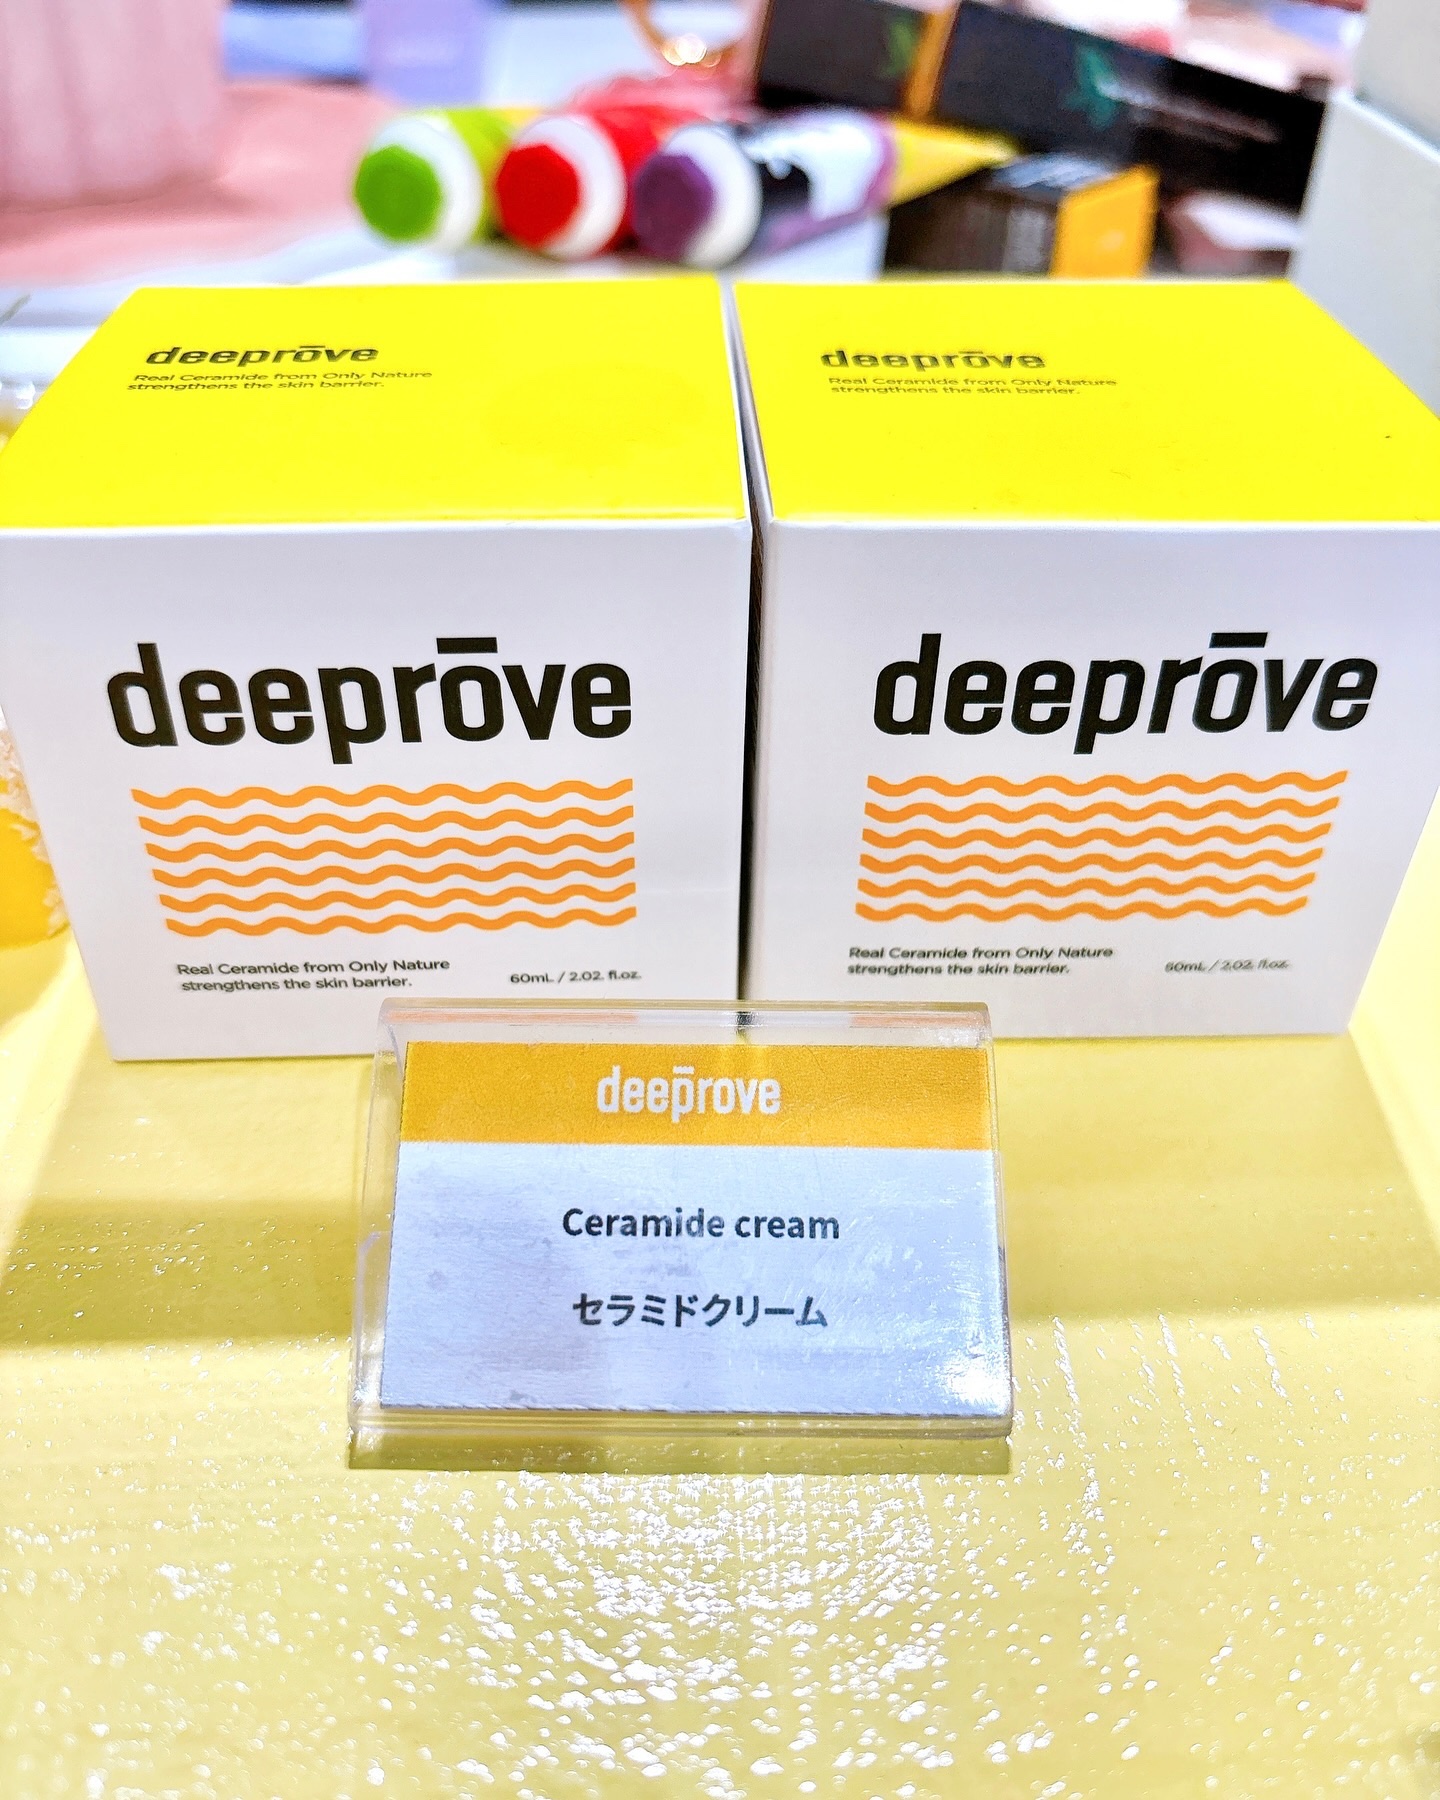 deeprōve
Real Ceramide from Only Nature
strengthens the skin barrier.
deeprōve
Real Ceramide from Only Nature
strengthens the skin barrier.
deeprōve
Real Ceramide from Only Nature
strengthens the skin barrier.
60mL / 2.02. fl.oz.
deeprōve
Real Ceramide from Only Nature
strengthens the skin barrier.
60mL / 2.02. fl.oz.
deep̄rove
Ceramide cream
セラミドクリーム